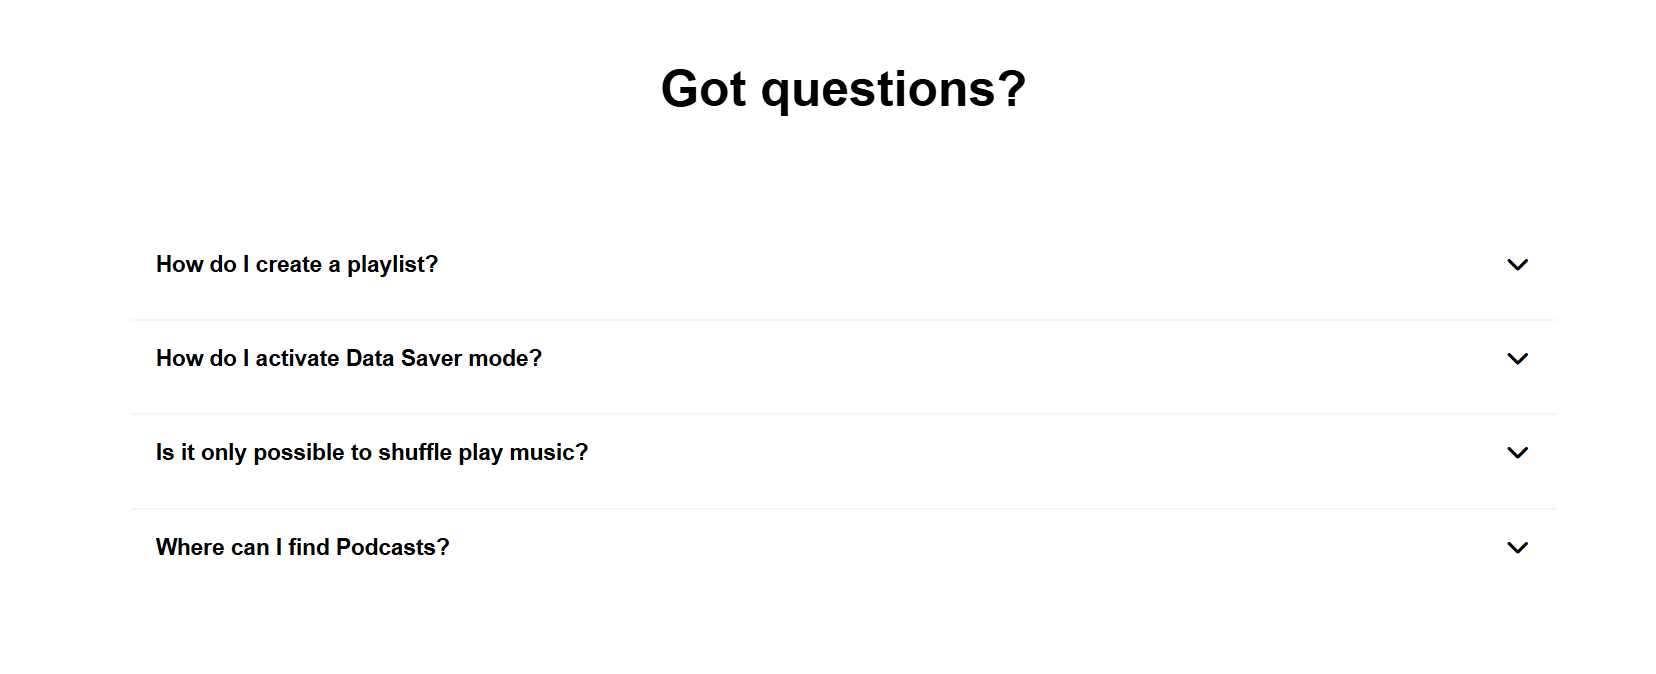 Got questions?
How do I create a playlist?
How do I activate Data Saver mode?
Is it only possible to shuffle play music?
Where can I find Podcasts?